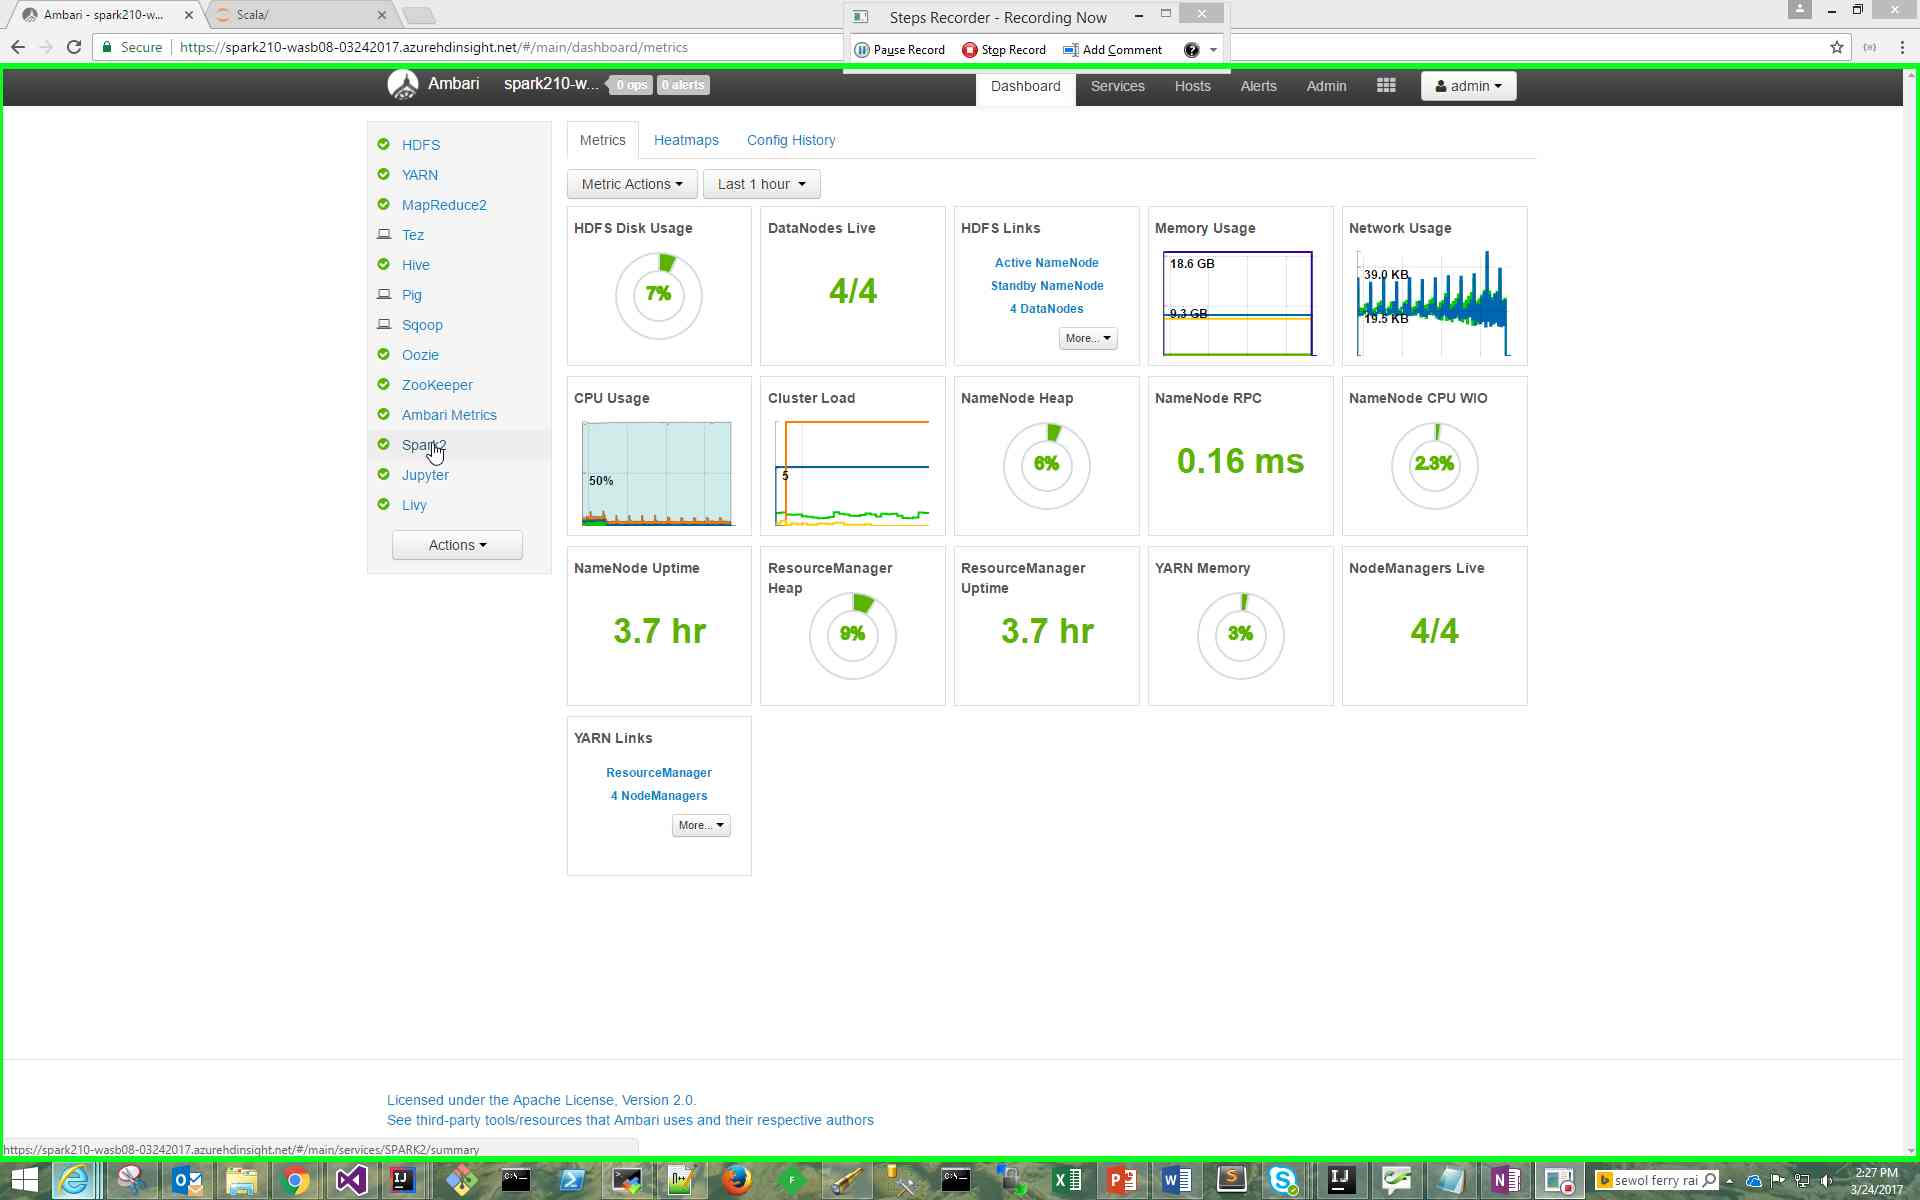 Ambari - spark210-w...
Scala/
Steps Recorder - Recording Now
Secure
https://spark210-wasb08-03242017.azurehdinsight.net/#/main/dashboard/metrics
Pause Record
Stop Record
Add Comment
Ambari
spark210-w...
0 ops
0 alerts
Dashboard
Services
Hosts
Alerts
Admin
admin
HDFS
YARN
MapReduce2
Tez
Hive
Pig
Sqoop
Oozie
ZooKeeper
Ambari Metrics
Spark2
Jupyter
Livy
Actions
Metrics
Heatmaps
Config History
Metric Actions
Last 1 hour
HDFS Disk Usage
7%
DataNodes Live
4/4
HDFS Links
Active NameNode
Standby NameNode
4 DataNodes
More...
Memory Usage
18.6 GB
9.3 GB
Network Usage
39.0 KB
19.5 KB
CPU Usage
50%
Cluster Load
5
NameNode Heap
6%
NameNode RPC
0.16 ms
NameNode CPU WIO
2.3%
NameNode Uptime
3.7 hr
ResourceManager
Heap
9%
ResourceManager
Uptime
3.7 hr
YARN Memory
3%
NodeManagers Live
4/4
YARN Links
ResourceManager
4 NodeManagers
More...
Licensed under the Apache License, Version 2.0.
See third-party tools/resources that Ambari uses and their respective authors
https://spark210-wasb08-03242017.azurehdinsight.net/#/main/services/SPARK2/summary
sewol ferry rai
2:27 PM
3/24/2017